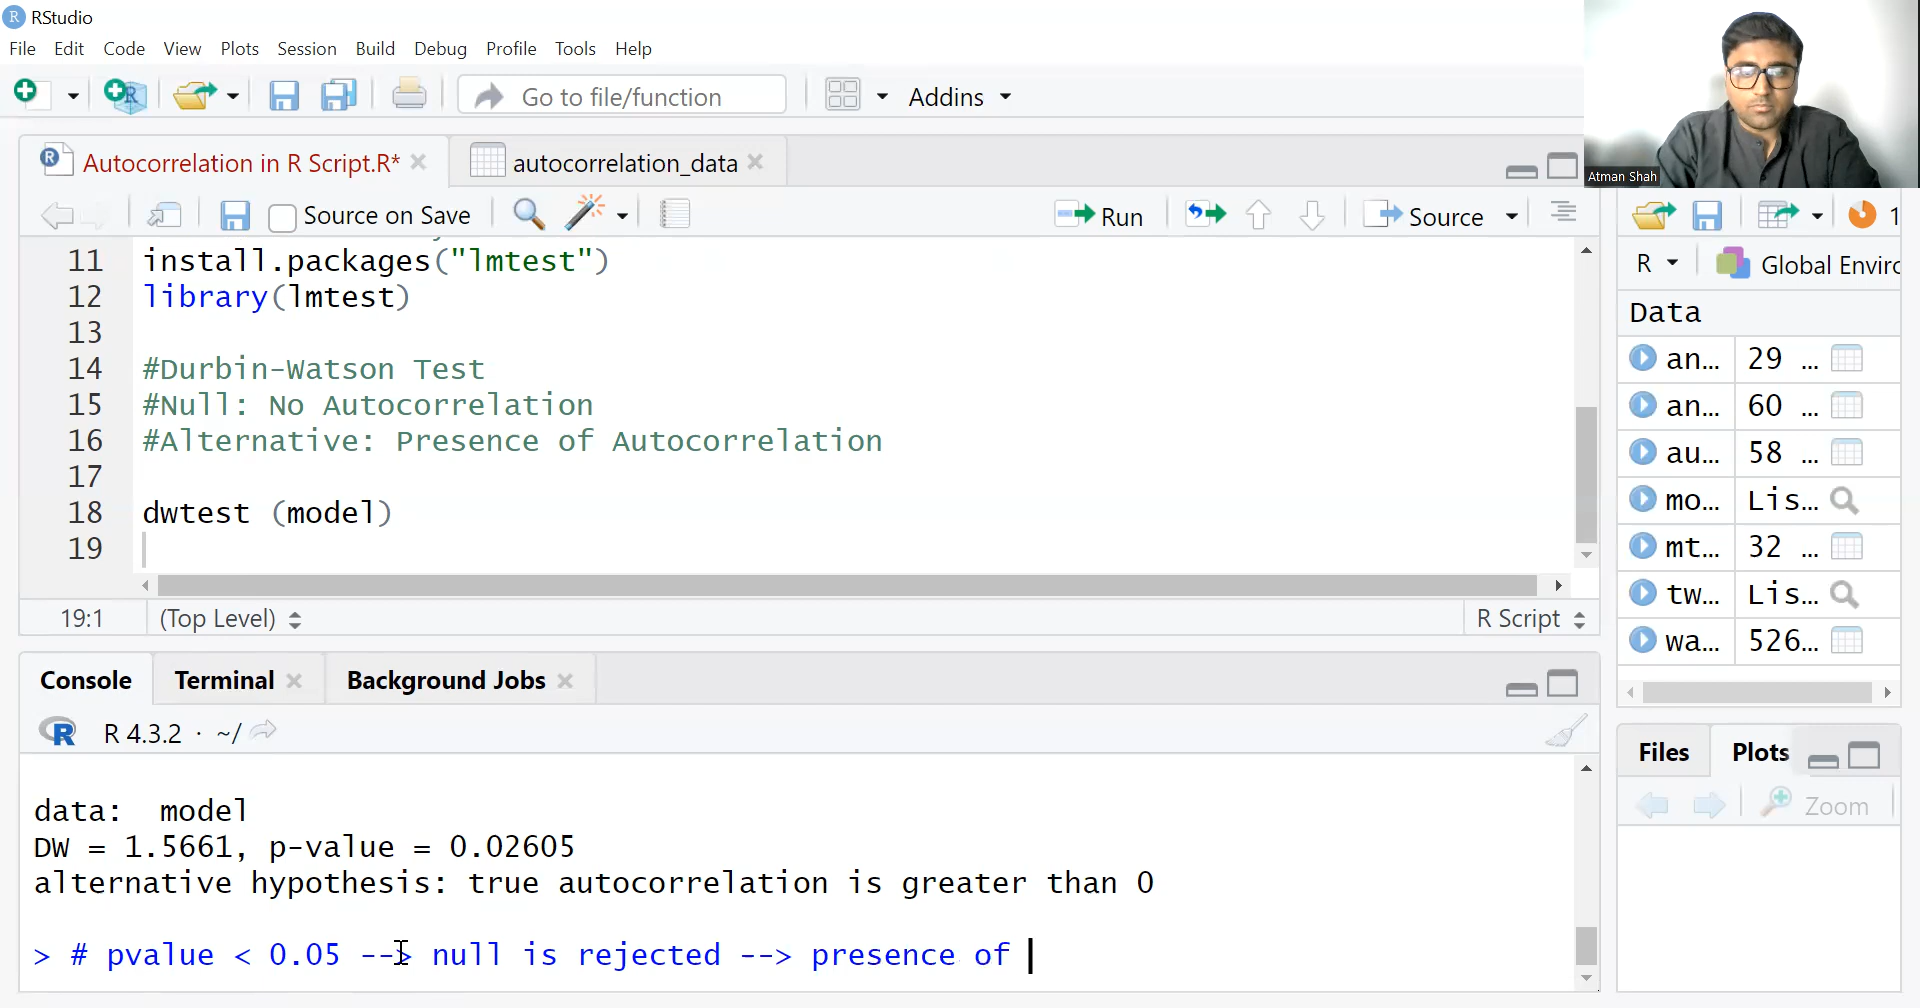 RStudio
File Edit Code View Plots Session Build Debug Profile Tools Help
Go to file/function Addins
Atman Shah
Autocorrelation in R Script.R* autocorrelation_data
Source on Save Run Source
11 install.packages("lmtest")
12 library(lmtest)
13
14 #Durbin-Watson Test
15 #Null: No Autocorrelation
16 #Alternative: Presence of Autocorrelation
17
18 dwtest (model)
19
19:1 (Top Level) R Script
Console Terminal Background Jobs
R 4.3.2 · ~/
data: model
DW = 1.5661, p-value = 0.02605
alternative hypothesis: true autocorrelation is greater than 0
> # pvalue < 0.05 --> null is rejected --> presence of
1
R Global Enviro
Data
an... 29 ...
an... 60 ...
au... 58 ...
mo... Lis...
mt... 32 ...
tw... Lis...
wa... 526...
Files Plots
Zoom